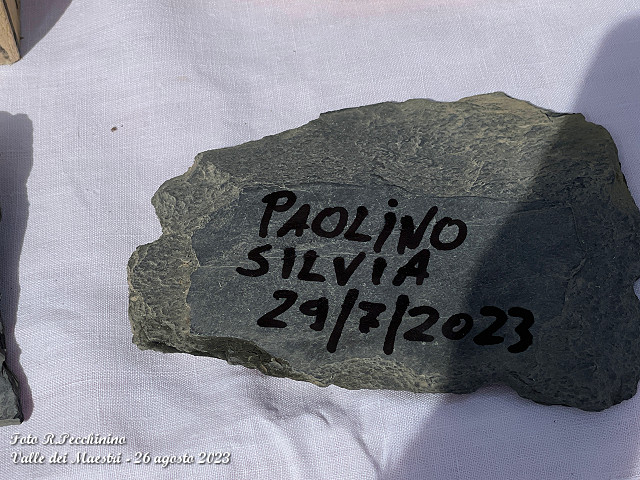 PAOLINO
SILVIA
29/7/2023
Foto R.Pecchinino
Valle dei Maestri - 26 agosto 2023